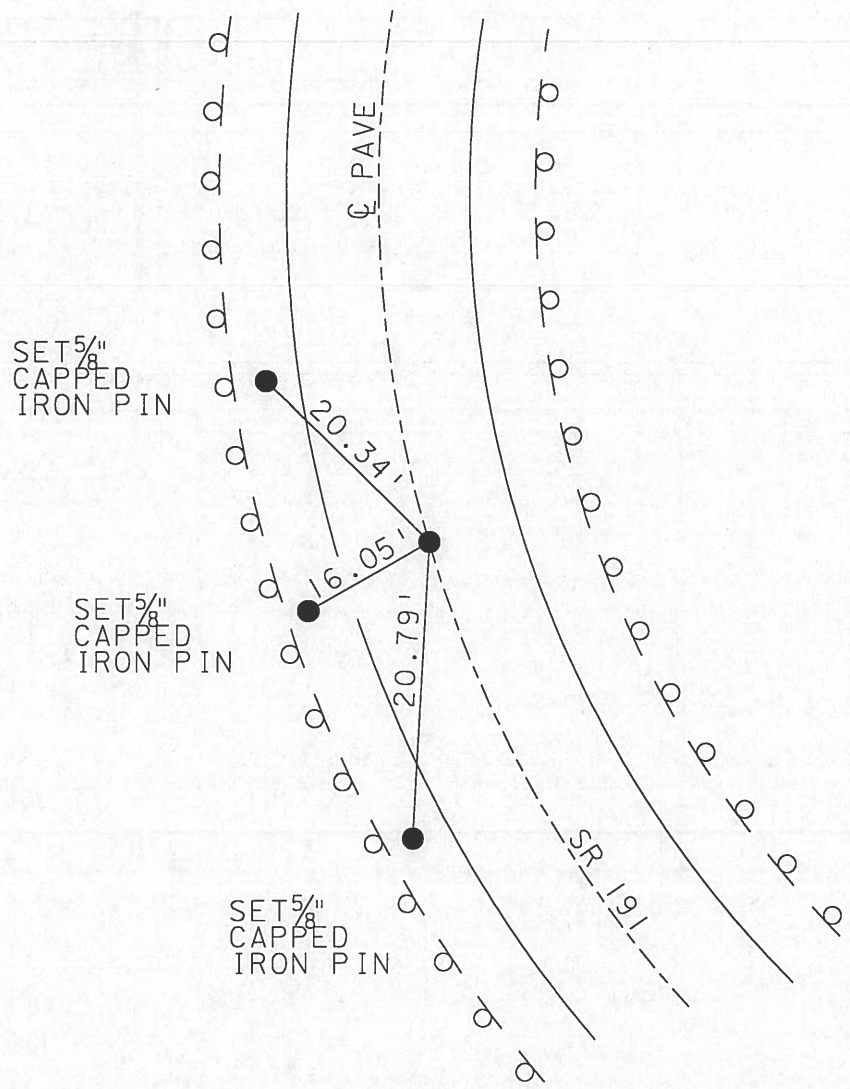 ℄ PAVE
SET 5/8"
CAPPED
IRON PIN
20.34'
16.05'
SET 5/8"
CAPPED
IRON PIN
20.79'
SR 191
SET 5/8"
CAPPED
IRON PIN